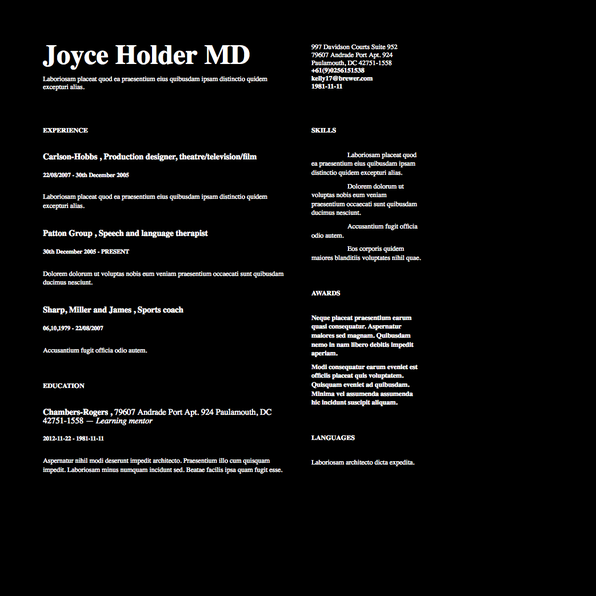 Joyce Holder MD
Laboriosam placeat quod ea praesentium eius quibusdam ipsam distinctio quidem
excepturi alias.
997 Davidson Courts Suite 952
79607 Andrade Port Apt. 924
Paulamouth, DC 42751-1558
+61(9)0256151538
kelly17@brewer.com
1981-11-11
EXPERIENCE
Carlson-Hobbs , Production designer, theatre/television/film
22/08/2007 - 30th December 2005
Laboriosam placeat quod ea praesentium eius quibusdam ipsam distinctio quidem
excepturi alias.
Patton Group , Speech and language therapist
30th December 2005 - PRESENT
Dolorem dolorum ut voluptas nobis eum veniam praesentium occaecati sunt quibusdam
ducimus nesciunt.
Sharp, Miller and James , Sports coach
06,10,1979 - 22/08/2007
Accusantium fugit officia odio autem.
EDUCATION
Chambers-Rogers , 79607 Andrade Port Apt. 924 Paulamouth, DC
42751-1558 — Learning mentor
2012-11-22 - 1981-11-11
Aspernatur nihil modi deserunt impedit architecto. Praesentium illo cum quisquam
impedit. Laboriosam minus numquam incidunt sed. Beatae facilis ipsa quam fugit esse.
SKILLS
Laboriosam placeat quod
ea praesentium eius quibusdam ipsam
distinctio quidem excepturi alias.
Dolorem dolorum ut
voluptas nobis eum veniam
praesentium occaecati sunt quibusdam
ducimus nesciunt.
Accusantium fugit officia
odio autem.
Eos corporis quidem
maiores blanditiis voluptates nihil quae.
AWARDS
Neque placeat praesentium earum
quasi consequatur. Aspernatur
maiores sed magnam. Quibusdam
nemo in nam libero debitis impedit
aperiam.
Modi consequatur earum eveniet est
officiis placeat quis voluptatem.
Quisquam eveniet ad quibusdam.
Minima vel assumenda assumenda
hic incidunt suscipit aliquam.
LANGUAGES
Laboriosam architecto dicta expedita.